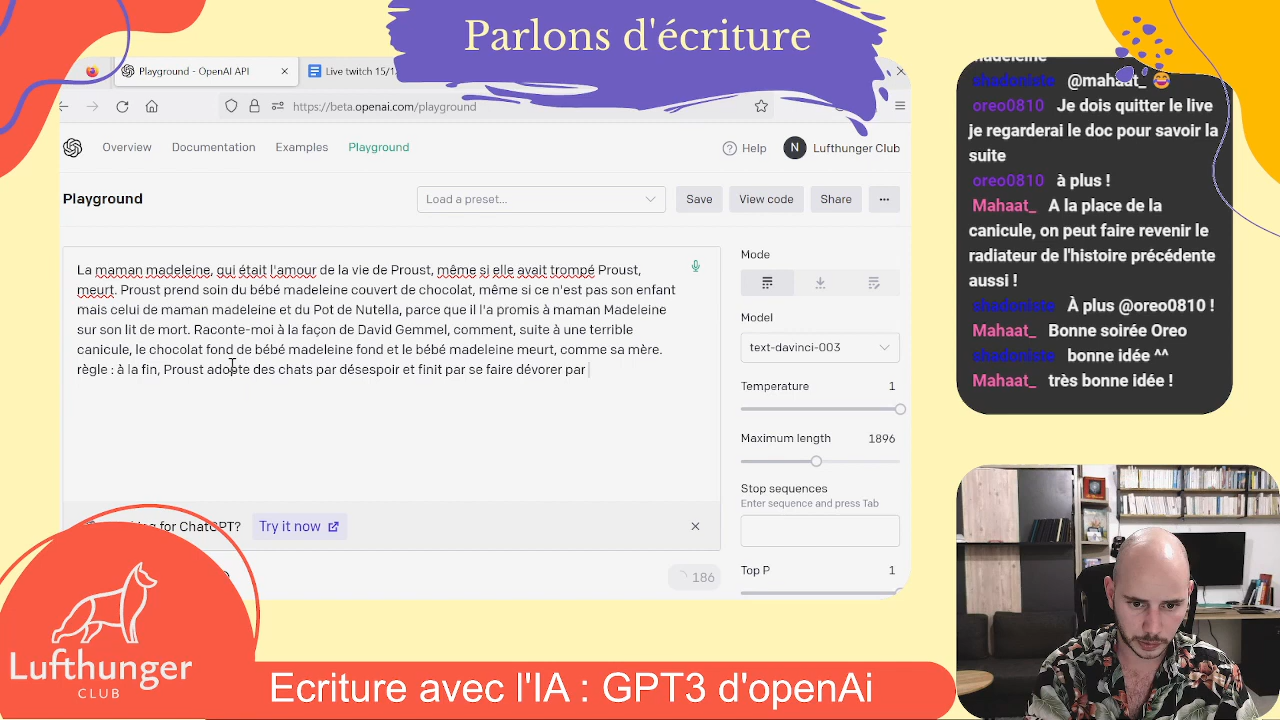 Parlons d'écriture
Playground - OpenAI API
Live twitch 15/1
https://beta.openai.com/playground
Overview
Documentation
Examples
Playground
Help
N
Lufthunger Club
Playground
Load a preset...
Save
View code
Share
...
La maman madeleine, qui était l'amour de la vie de Proust, même si elle avait trompé Proust,
meurt. Proust prend soin du bébé madeleine couvert de chocolat, même si ce n'est pas son enfant
mais celui de maman madeleine et du Pot de Nutella, parce que il l'a promis à maman Madeleine
sur son lit de mort. Raconte-moi à la façon de David Gemmel, comment, suite à une terrible
canicule, le chocolat fond de bébé madeleine fond et le bébé madeleine meurt, comme sa mère.
règle : à la fin, Proust adopte des chats par désespoir et finit par se faire dévorer par
for ChatGPT?
Try it now
186
Mode
Model
text-davinci-003
Temperature
1
Maximum length
1896
Stop sequences
Enter sequence and press Tab
Top P
1
madeleine
shadoniste @mahaat_
oreo0810 Je dois quitter le live
je regarderai le doc pour savoir la
suite
oreo0810 à plus !
Mahaat_ A la place de la
canicule, on peut faire revenir le
radiateur de l'histoire précédente
aussi !
shadoniste À plus @oreo0810 !
Mahaat_ Bonne soirée Oreo
shadoniste bonne idée ^^
Mahaat_ très bonne idée !
Lufthunger
CLUB
Ecriture avec l'IA : GPT3 d'openAi